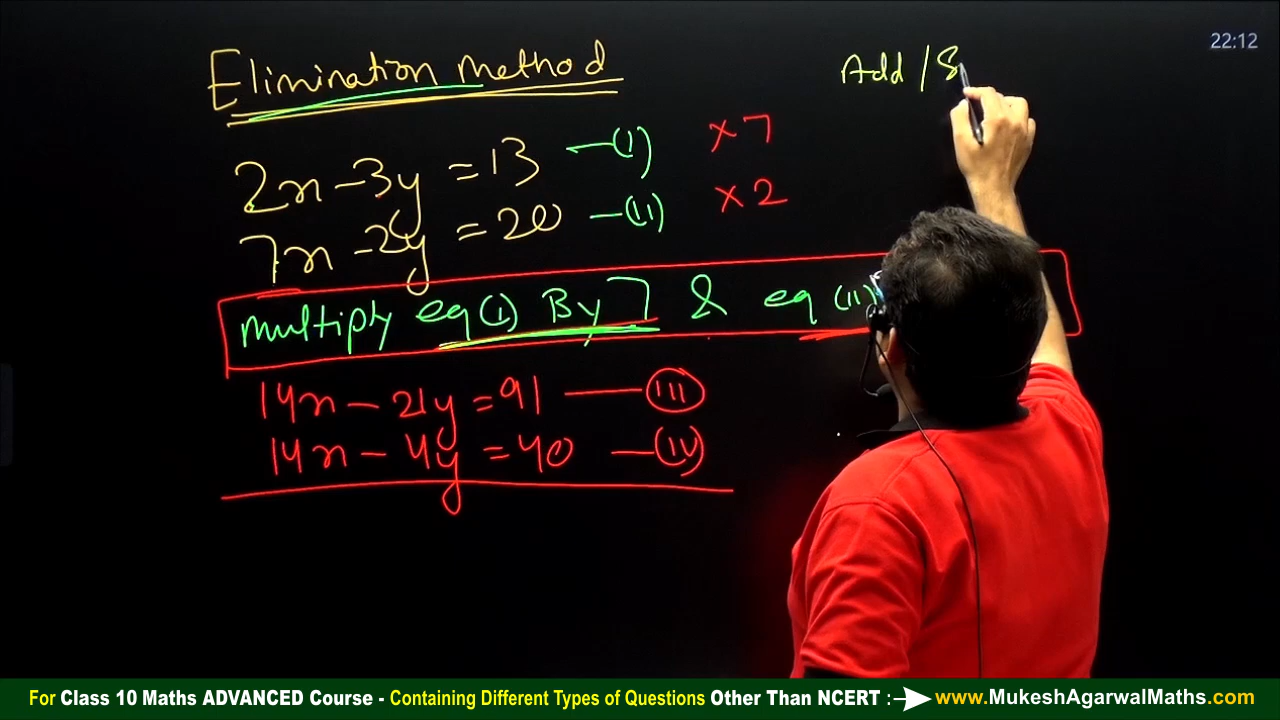 22:12
Elimination method
Add / S
2x - 3y = 13 —(i) × 7
7x - 2y = 20 —(ii) × 2
Multiply eq (i) By 7 & eq (ii)
14x - 21y = 91 — (iii)
14x - 4y = 40 — (iv)
For Class 10 Maths ADVANCED Course - Containing Different Types of Questions Other Than NCERT :- www.MukeshAgarwalMaths.com